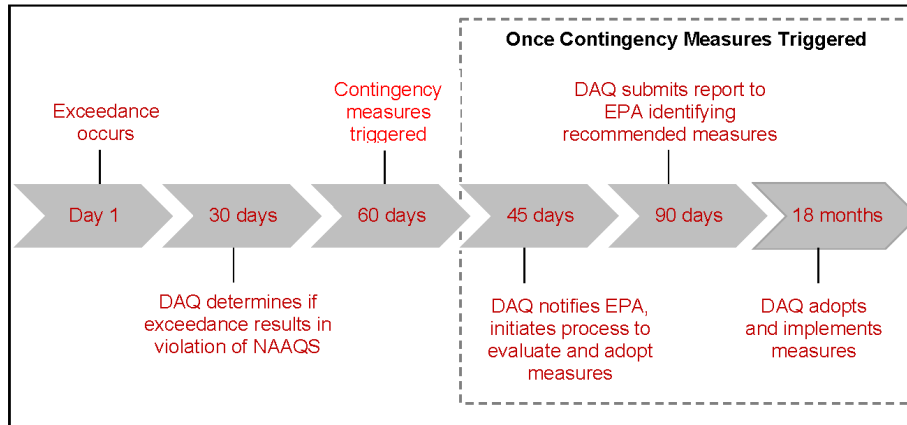 Once Contingency Measures Triggered
Exceedance
occurs
Contingency
measures
triggered
DAQ submits report to
EPA identifying
recommended measures
Day 1
30 days
60 days
45 days
90 days
18 months
DAQ determines if
exceedance results in
violation of NAAQS
DAQ notifies EPA,
initiates process to
evaluate and adopt
measures
DAQ adopts
and implements
measures